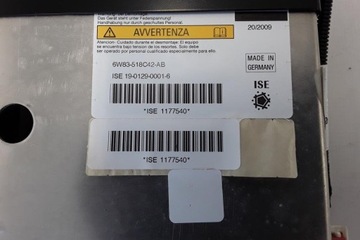 Das Gerät steht unter Federspannung!
Handhabung nur durch geschultes Personal.
AVVERTENZA
20/2009
Atención- Cuidado durante el desmontaje: El equipo
se encuentra bajo tension de los resortes. Solo debe
ser operado por personal cualificado especialmente para ello.
MADE IN
GERMANY
6W83-518C42-AB
ISE 19-0129-0001-6
ISE
*ISE 1177540*
*ISE 1177540*